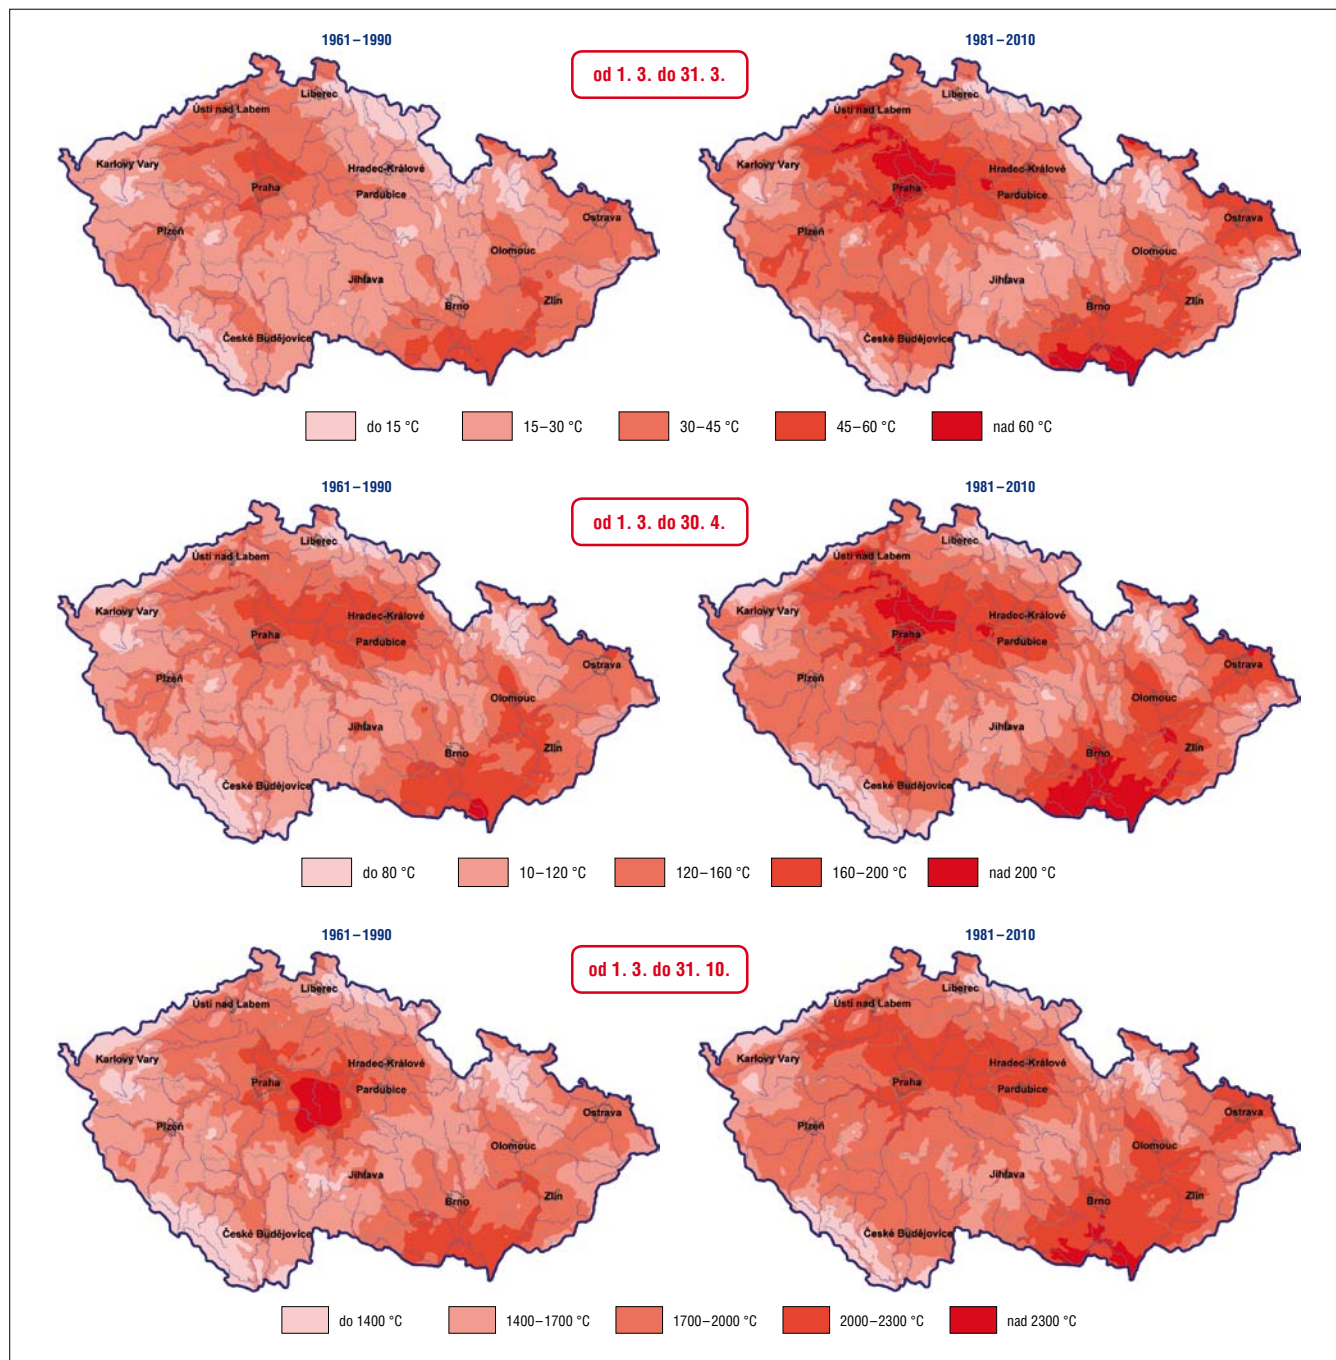 1961–1990
1981–2010
od 1. 3. do 31. 3.
Liberec
Ústí nad Labem
Karlovy Vary
Hradec-Králové
Praha
Pardubice
Ostrava
Plzeň
Olomouc
Jihlava
Brno
Zlín
České Budějovice
Liberec
Ústí nad Labem
Karlovy Vary
Hradec-Králové
Praha
Pardubice
Ostrava
Plzeň
Olomouc
Jihlava
Brno
Zlín
České Budějovice
do 15 °C
15–30 °C
30–45 °C
45–60 °C
nad 60 °C
1961–1990
1981–2010
od 1. 3. do 30. 4.
Liberec
Ústí nad Labem
Karlovy Vary
Hradec-Králové
Praha
Pardubice
Ostrava
Plzeň
Olomouc
Jihlava
Brno
Zlín
České Budějovice
Liberec
Ústí nad Labem
Karlovy Vary
Hradec-Králové
Praha
Pardubice
Ostrava
Plzeň
Olomouc
Jihlava
Brno
Zlín
České Budějovice
do 80 °C
10–120 °C
120–160 °C
160–200 °C
nad 200 °C
1961–1990
1981–2010
od 1. 3. do 31. 10.
Liberec
Ústí nad Labem
Karlovy Vary
Hradec-Králové
Praha
Pardubice
Ostrava
Plzeň
Olomouc
Jihlava
Brno
Zlín
České Budějovice
Liberec
Ústí nad Labem
Karlovy Vary
Hradec-Králové
Praha
Pardubice
Ostrava
Plzeň
Olomouc
Jihlava
Brno
Zlín
České Budějovice
do 1400 °C
1400–1700 °C
1700–2000 °C
2000–2300 °C
nad 2300 °C